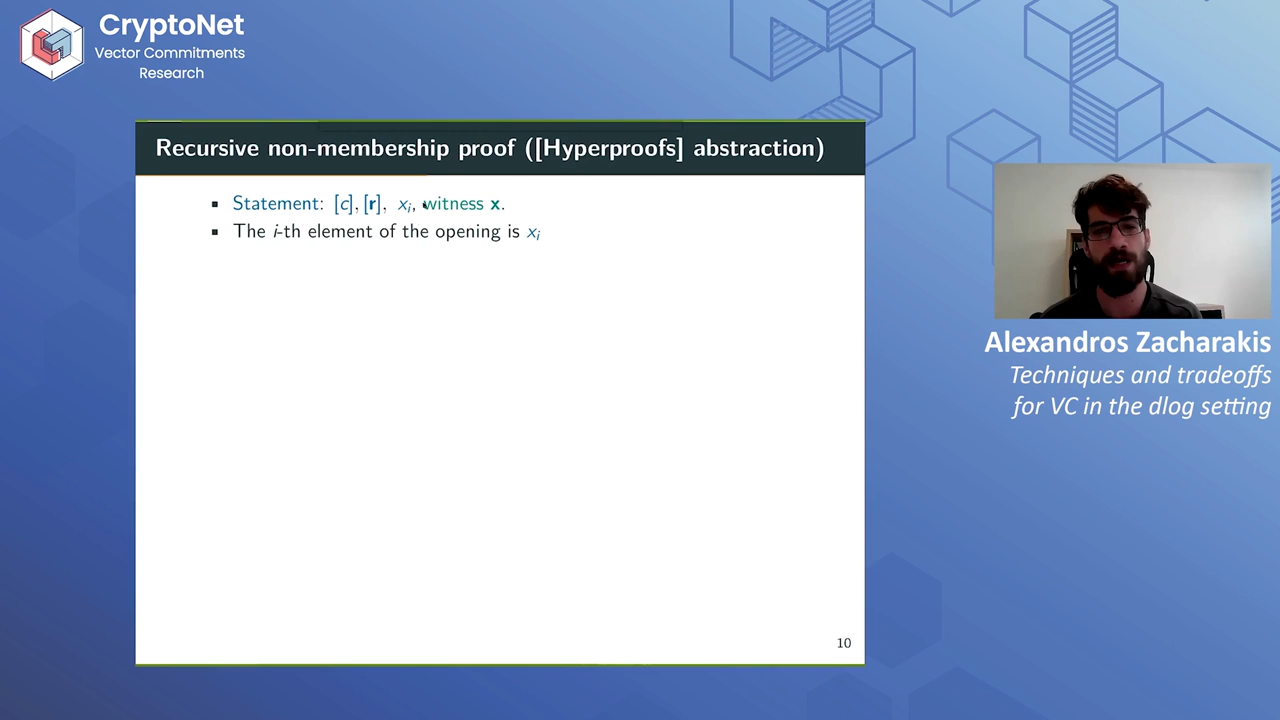 CryptoNet
Vector Commitments
Research
Recursive non-membership proof ([Hyperproofs] abstraction)
Statement: [c], [r], xᵢ, witness x.
The i-th element of the opening is xᵢ
10
Alexandros Zacharakis
Techniques and tradeoffs
for VC in the dlog setting